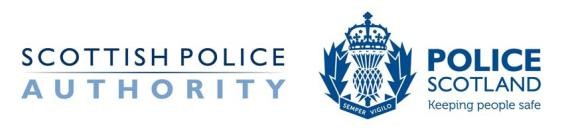 SCOTTISH POLICE
AUTHORITY
POLICE
SCOTLAND
Keeping people safe
SEMPER VIGILO